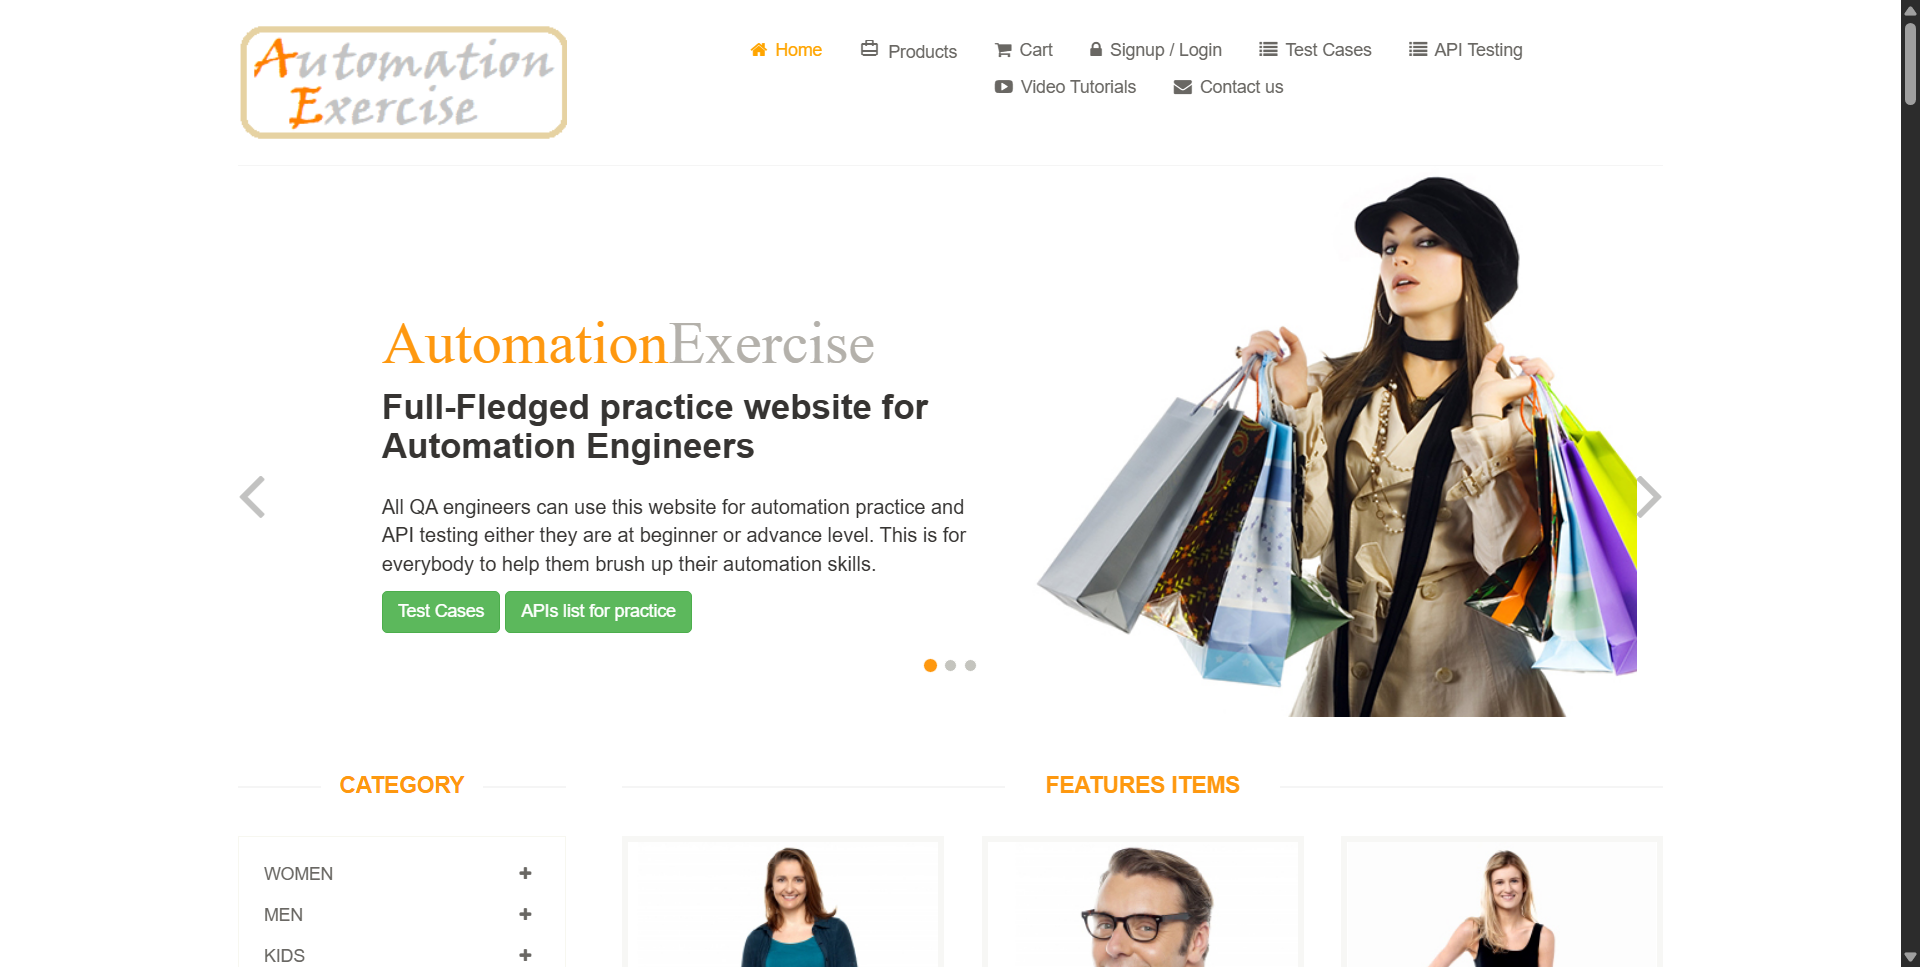 Automation
Exercise
Home
Products
Cart
Signup / Login
Test Cases
API Testing
Video Tutorials
Contact us
AutomationExercise
Full-Fledged practice website for
Automation Engineers
All QA engineers can use this website for automation practice and
API testing either they are at beginner or advance level. This is for
everybody to help them brush up their automation skills.
Test Cases
APIs list for practice
CATEGORY
FEATURES ITEMS
WOMEN
MEN
KIDS